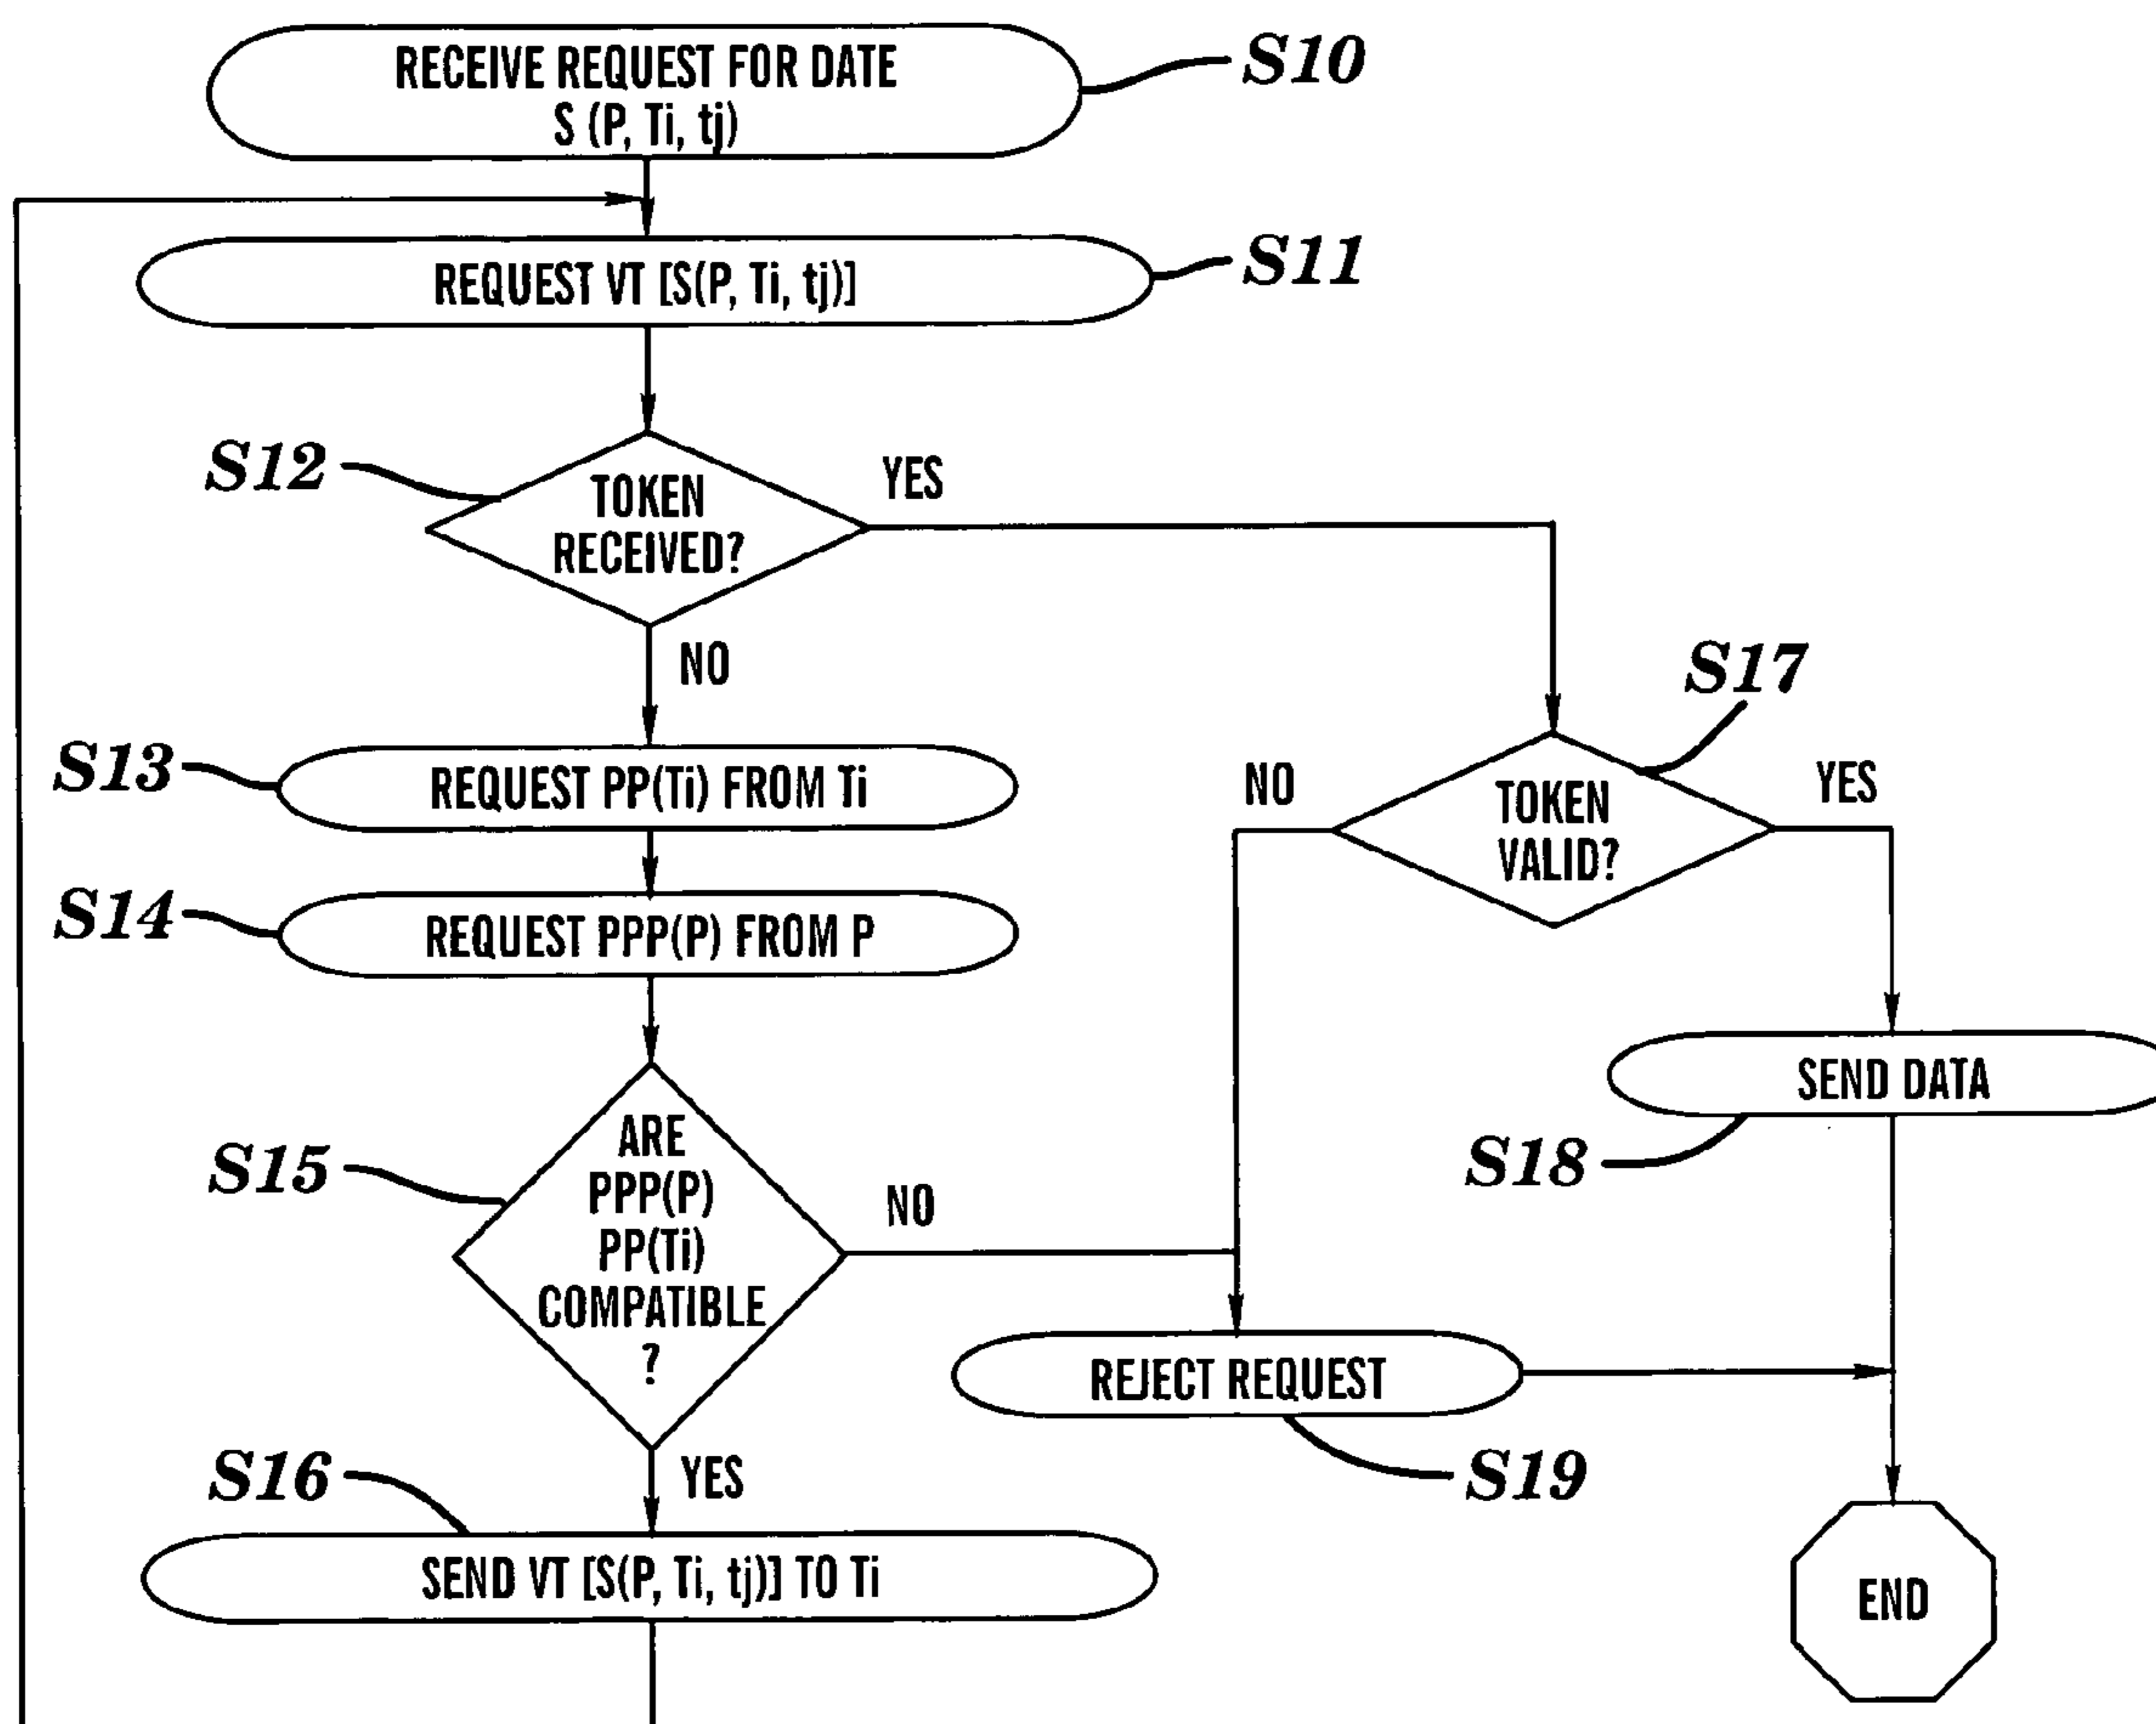 RECEIVE REQUEST FOR DATE
S (P, Ti, tj)
S10
REQUEST VT [S(P, Ti, tj)]
S11
S12
TOKEN
RECEIVED?
YES
NO
S13
REQUEST PP(Ti) FROM Ti
S14
REQUEST PPP(P) FROM P
S15
ARE
PPP(P)
PP(Ti)
COMPATIBLE
?
NO
YES
S16
SEND VT [S(P, Ti, tj)] TO Ti
S17
TOKEN
VALID?
NO
YES
SEND DATA
S18
REJECT REQUEST
S19
END